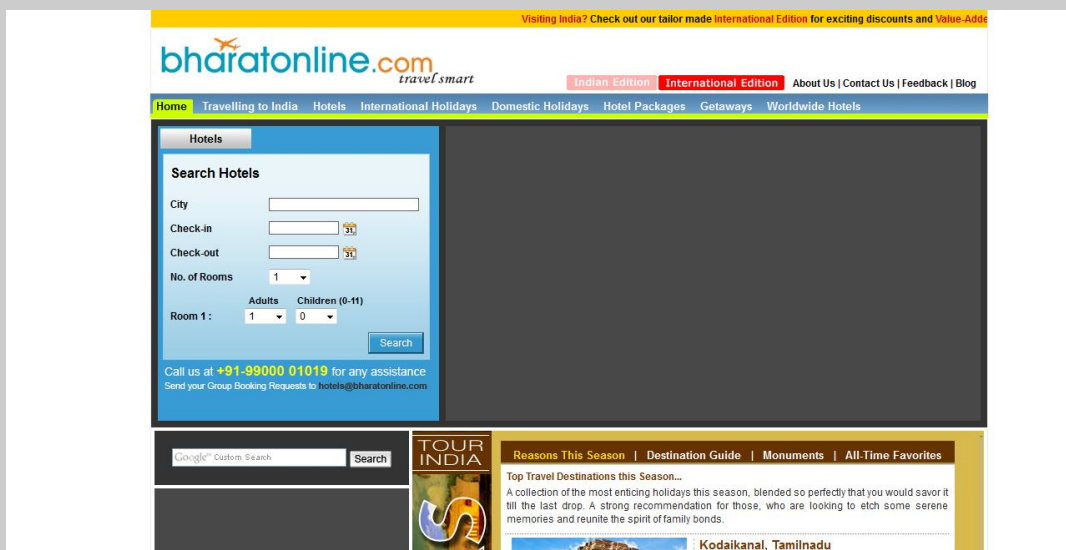 Visiting India? Check out our tailor made International Edition for exciting discounts and Value-Adde
bharatonline.com
travel smart
Indian Edition International Edition About Us | Contact Us | Feedback | Blog
Home Travelling to India Hotels International Holidays Domestic Holidays Hotel Packages Getaways Worldwide Hotels
Hotels
Search Hotels
City
Check-in 31
Check-out 31
No. of Rooms 1
Adults Children (0-11)
Room 1 : 1 0
Search
Call us at +91-99000 01019 for any assistance
Send your Group Booking Requests to hotels@bharatonline.com
Google™ Custom Search Search
TOUR
INDIA
Reasons This Season | Destination Guide | Monuments | All-Time Favorites
Top Travel Destinations this Season...
A collection of the most enticing holidays this season, blended so perfectly that you would savor it
till the last drop. A strong recommendation for those, who are looking to etch some serene
memories and reunite the spirit of family bonds.
Kodaikanal, Tamilnadu